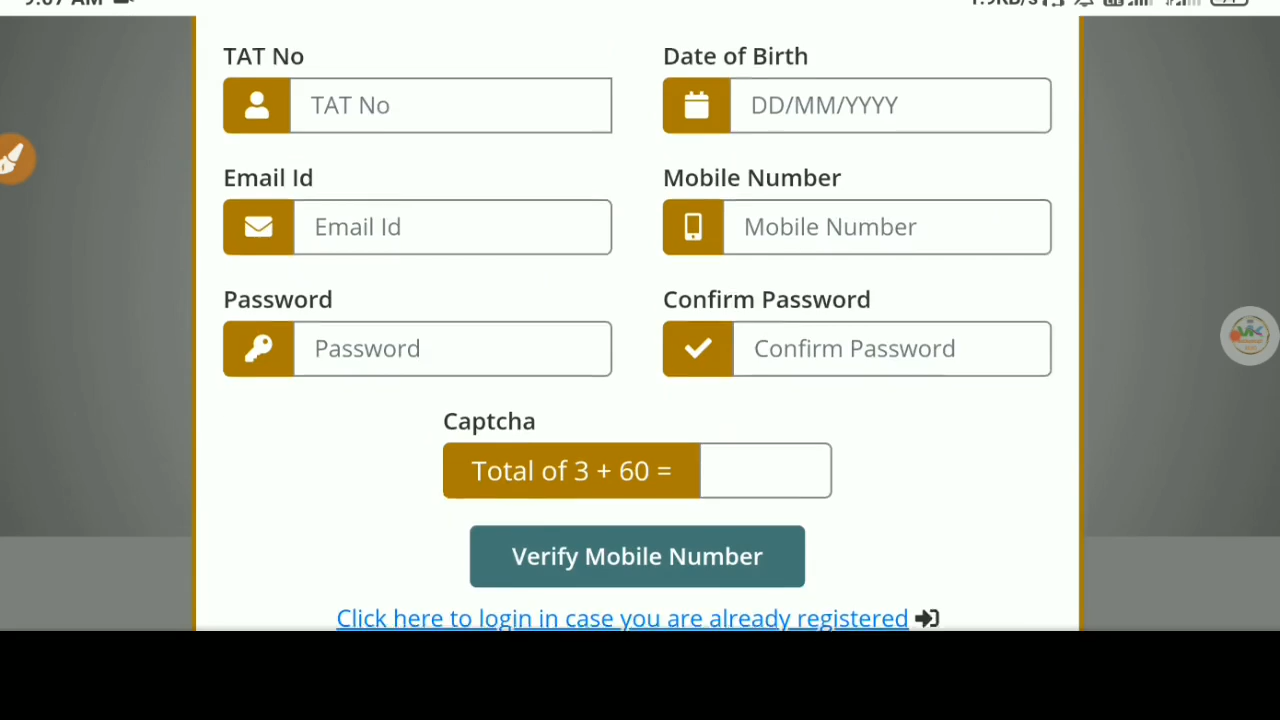 TAT No Date of Birth
TAT No DD/MM/YYYY
Email Id Mobile Number
Email Id Mobile Number
Password Confirm Password
Password Confirm Password
Captcha
Total of 3 + 60 =
Verify Mobile Number
Click here to login in case you are already registered